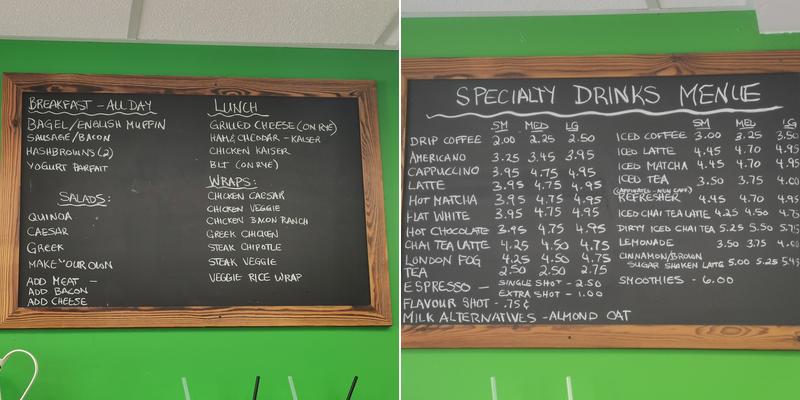 BREAKFAST - ALL DAY
BAGEL/ENGLISH MUFFIN
SAUSAGE/BACON
HASHBROWNS (2)
YOGURT PARFAIT
SALADS:
QUINOA
CAESAR
GREEK
MAKE "OUR OWN
ADD MEAT -
ADD BACON
ADD CHEESE
LUNCH
GRILLED CHEESE (ON RYE)
HAM & CHEDDAR - KAISER
CHICKEN KAISER
BLT (ON RYE)
WRAPS:
CHICKEN CAESAR
CHICKEN VEGGIE
CHICKEN BACON RANCH
GREEK CHICKEN
STEAK CHIPOTLE
STEAK VEGGIE
VEGGIE RICE WRAP
SPECIALTY DRINKS MENUE
SM MED LG
DRIP COFFEE 2.00 2.25 2.50
AMERICANO 3.25 3.45 3.95
CAPPUCCINO 3.95 4.75 4.95
LATTE 3.95 4.75 4.95
HOT MATCHA 3.95 4.75 4.95
FLAT WHITE 3.95 4.75 4.95
HOT CHOCOLATE 3.95 4.75 4.95
CHAI TEA LATTE 4.25 4.50 4.75
LONDON FOG 4.25 4.50 4.75
TEA 2.50 2.50 2.75
ESPRESSO - SINGLE SHOT - 2.50
EXTRA SHOT - 1.00
FLAVOUR SHOT - .75¢
MILK ALTERNATIVES - ALMOND OAT
SM MED LG
ICED COFFEE 3.00 3.25 3.50
ICED LATTE 4.45 4.70 4.95
ICED MATCHA 4.45 4.70 4.95
ICED TEA 3.50 3.75 4.00
REFRESHER 4.45 4.70 4.95
ICED CHAI TEA LATTE 4.25 4.50 4.75
DIRTY ICED CHAI TEA 5.25 5.50 5.75
LEMONADE 3.50 3.75 4.00
CINNAMON/BROWN
SUGAR SHAKEN LATTE 5.00 5.25 5.45
SMOOTHIES - 6.00